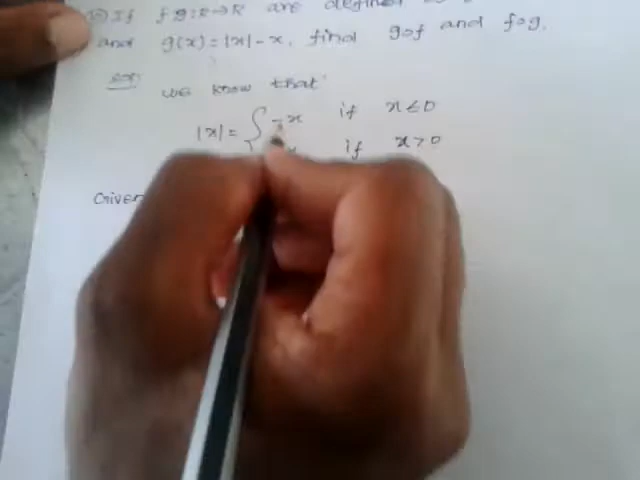 If f,g:R→R are defined
and g(x)=|x|-x, find gof and fog.
Sol:
we know that
|x|= { -x if x≤0
x if x>0
Given